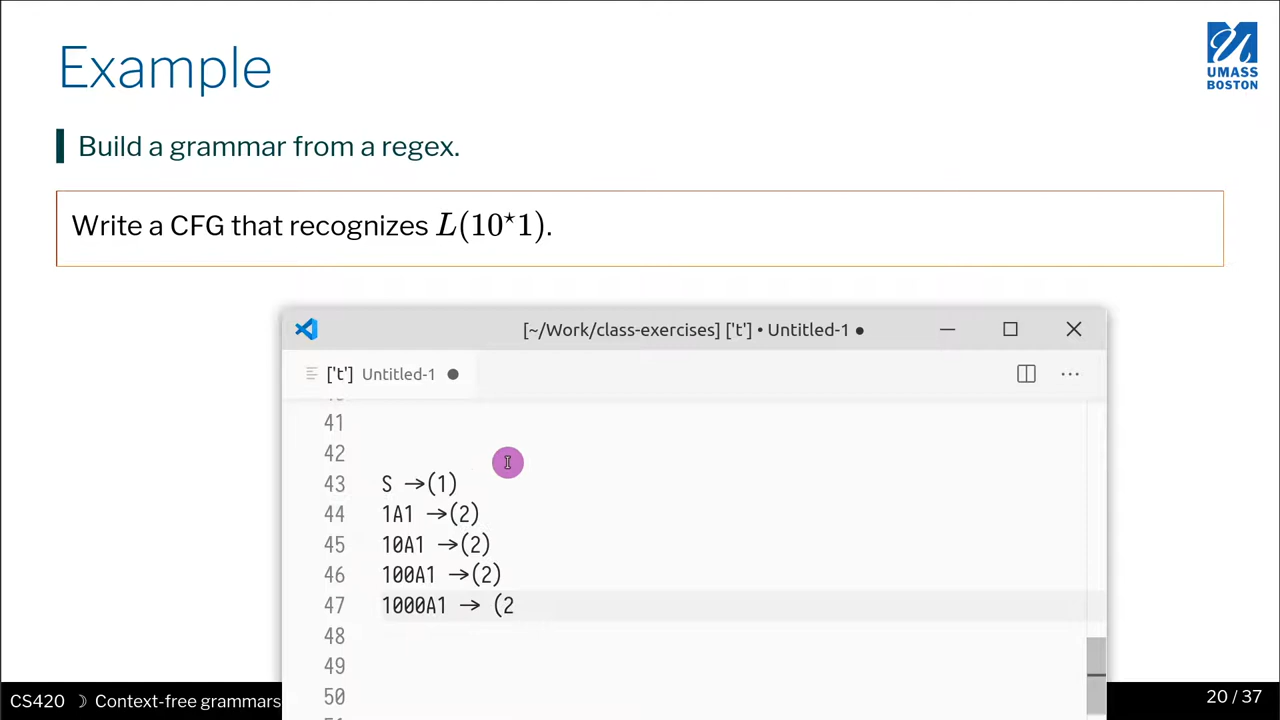 Example
UMASS
BOSTON
Build a grammar from a regex.
Write a CFG that recognizes L(10⋆1).
[~/Work/class-exercises] ['t'] • Untitled-1 ●
['t'] Untitled-1 ●
41
42
43 S →(1)
44 1A1 →(2)
45 10A1 →(2)
46 100A1 →(2)
47 1000A1 → (2
48
49
50
CS420 ☽ Context-free grammars
20 / 37